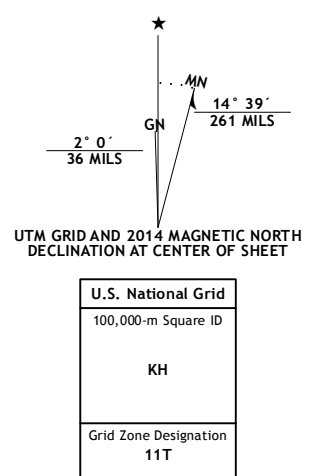 ★
MN
GN
14° 39´
261 MILS
2° 0´
36 MILS
UTM GRID AND 2014 MAGNETIC NORTH
DECLINATION AT CENTER OF SHEET
U.S. National Grid
100,000-m Square ID
KH
Grid Zone Designation
11T